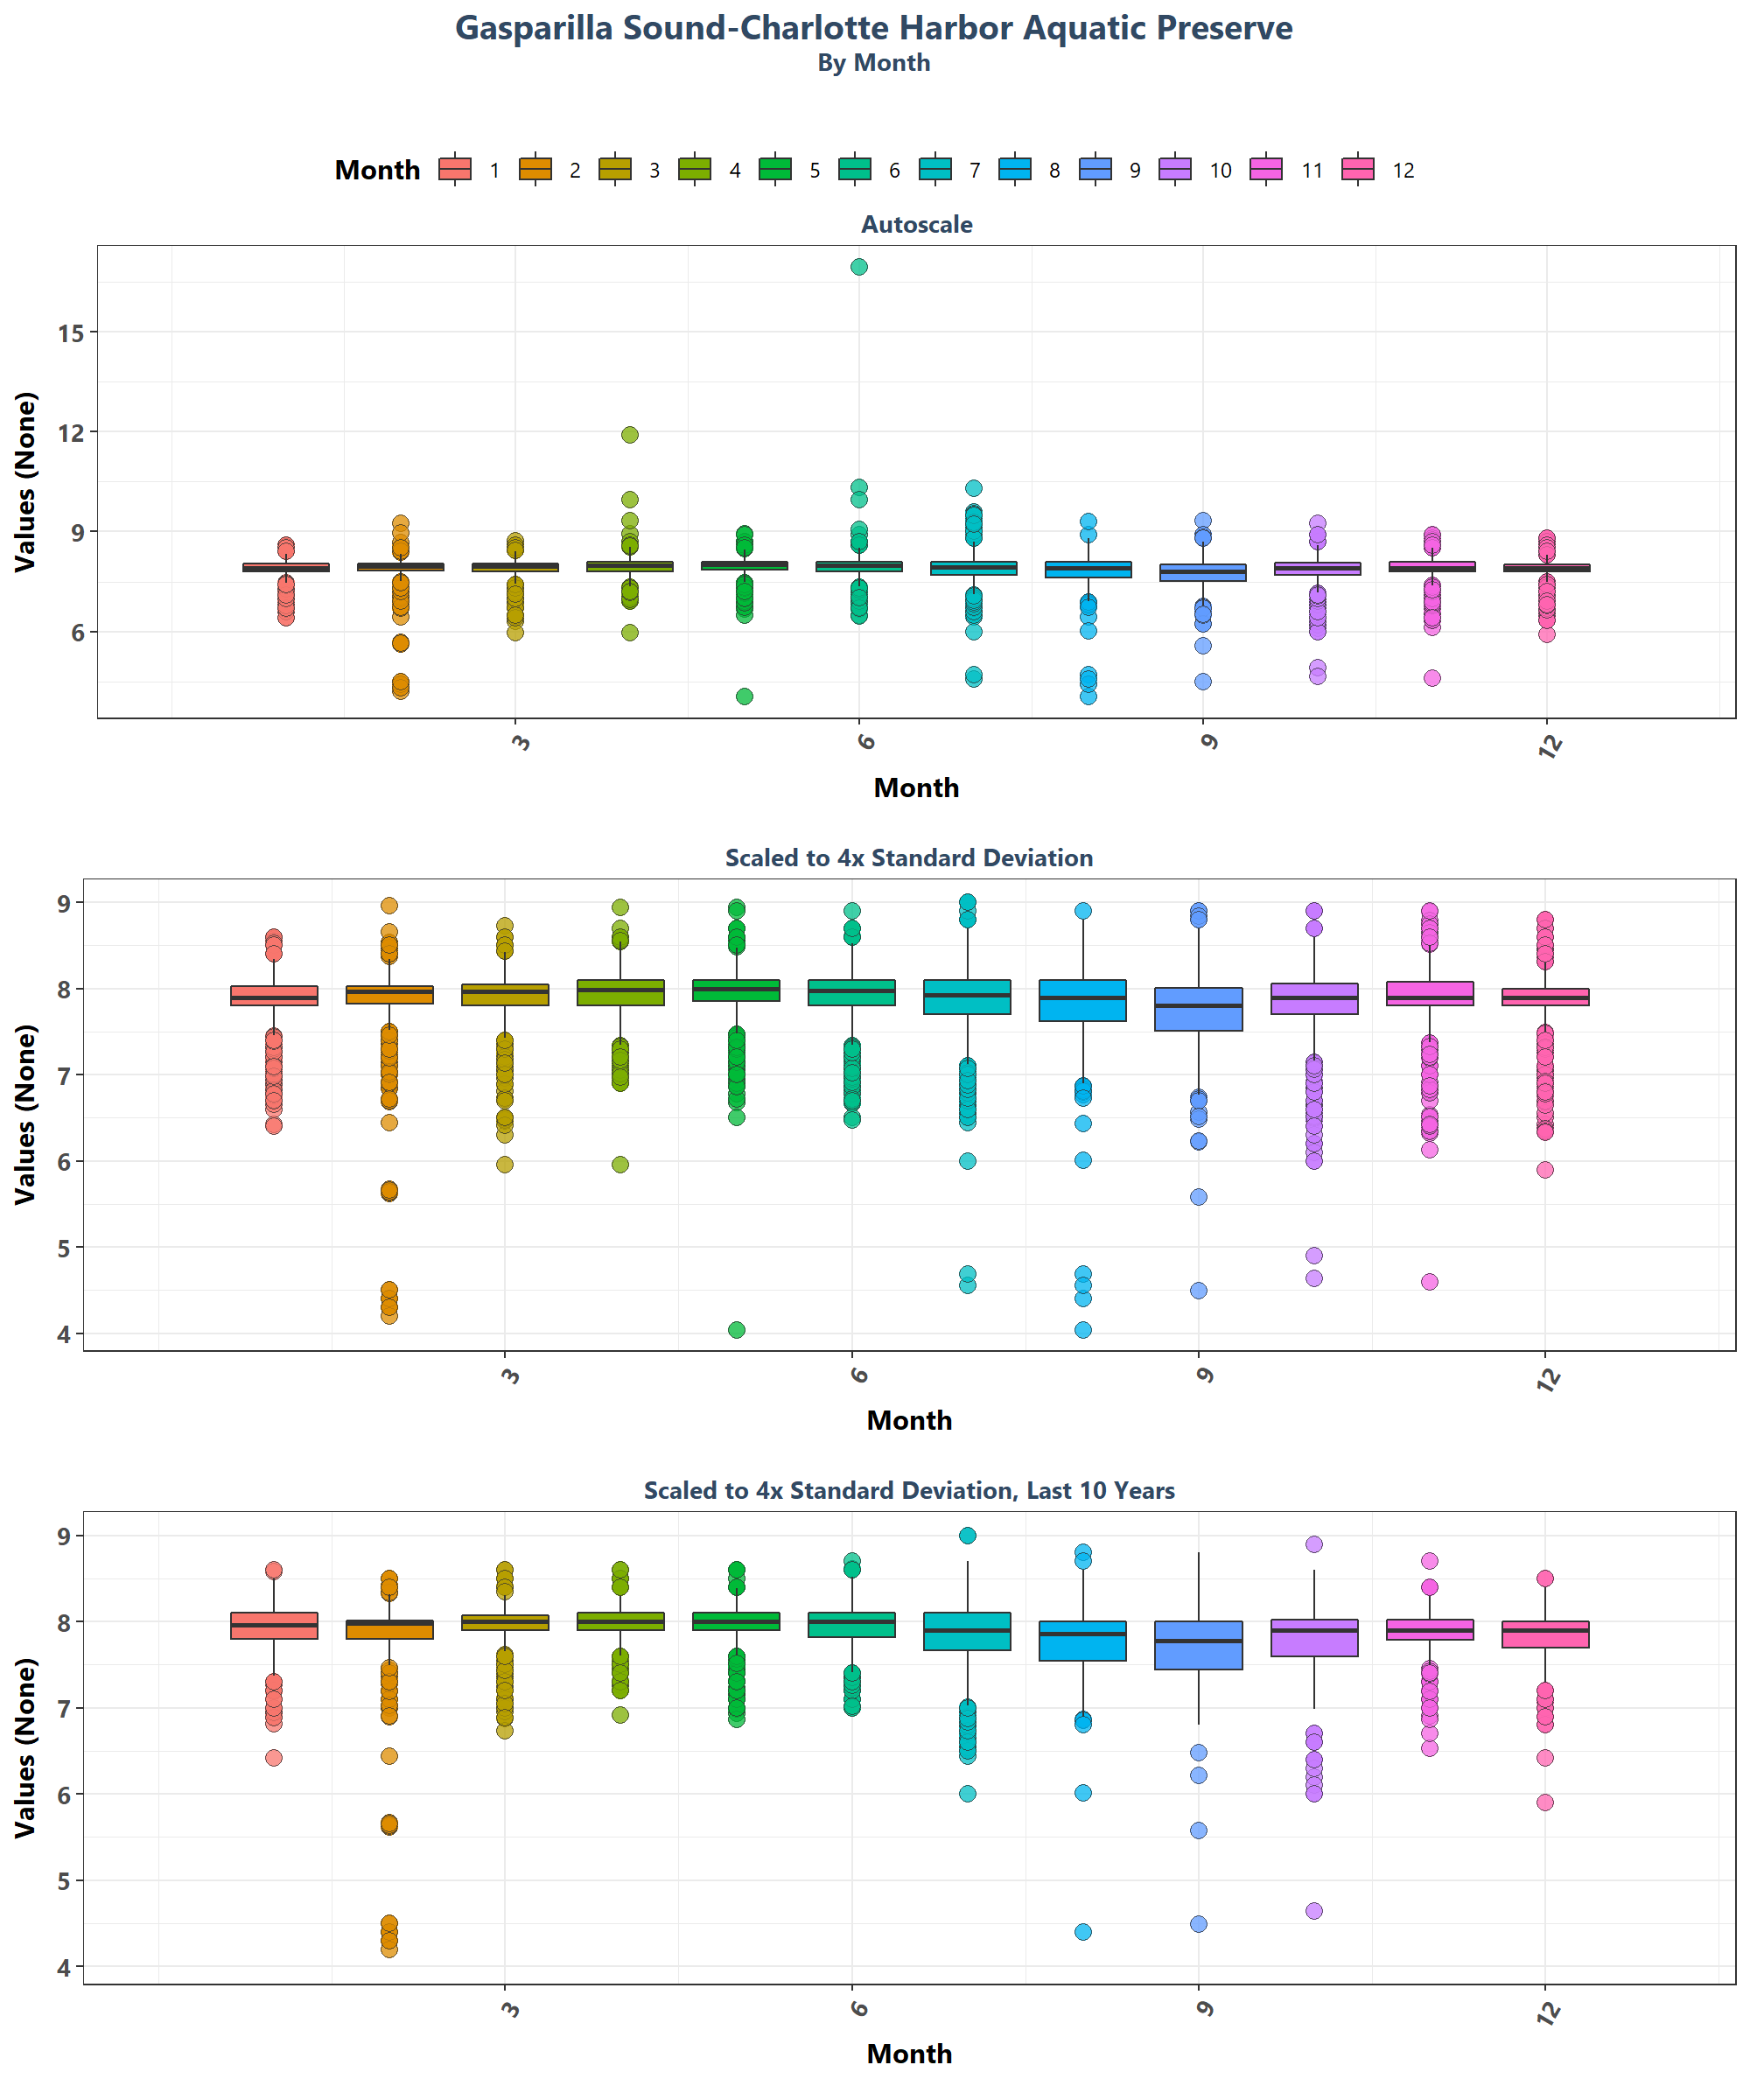 Gasparilla Sound-Charlotte Harbor Aquatic Preserve
By Month
Month 1 2 3 4 5 6 7 8 9 10 11 12
Autoscale
Values (None)
15
12
9
6
3 6 9 12
Month
Scaled to 4x Standard Deviation
Values (None)
9
8
7
6
5
4
3 6 9 12
Month
Scaled to 4x Standard Deviation, Last 10 Years
Values (None)
9
8
7
6
5
4
3 6 9 12
Month